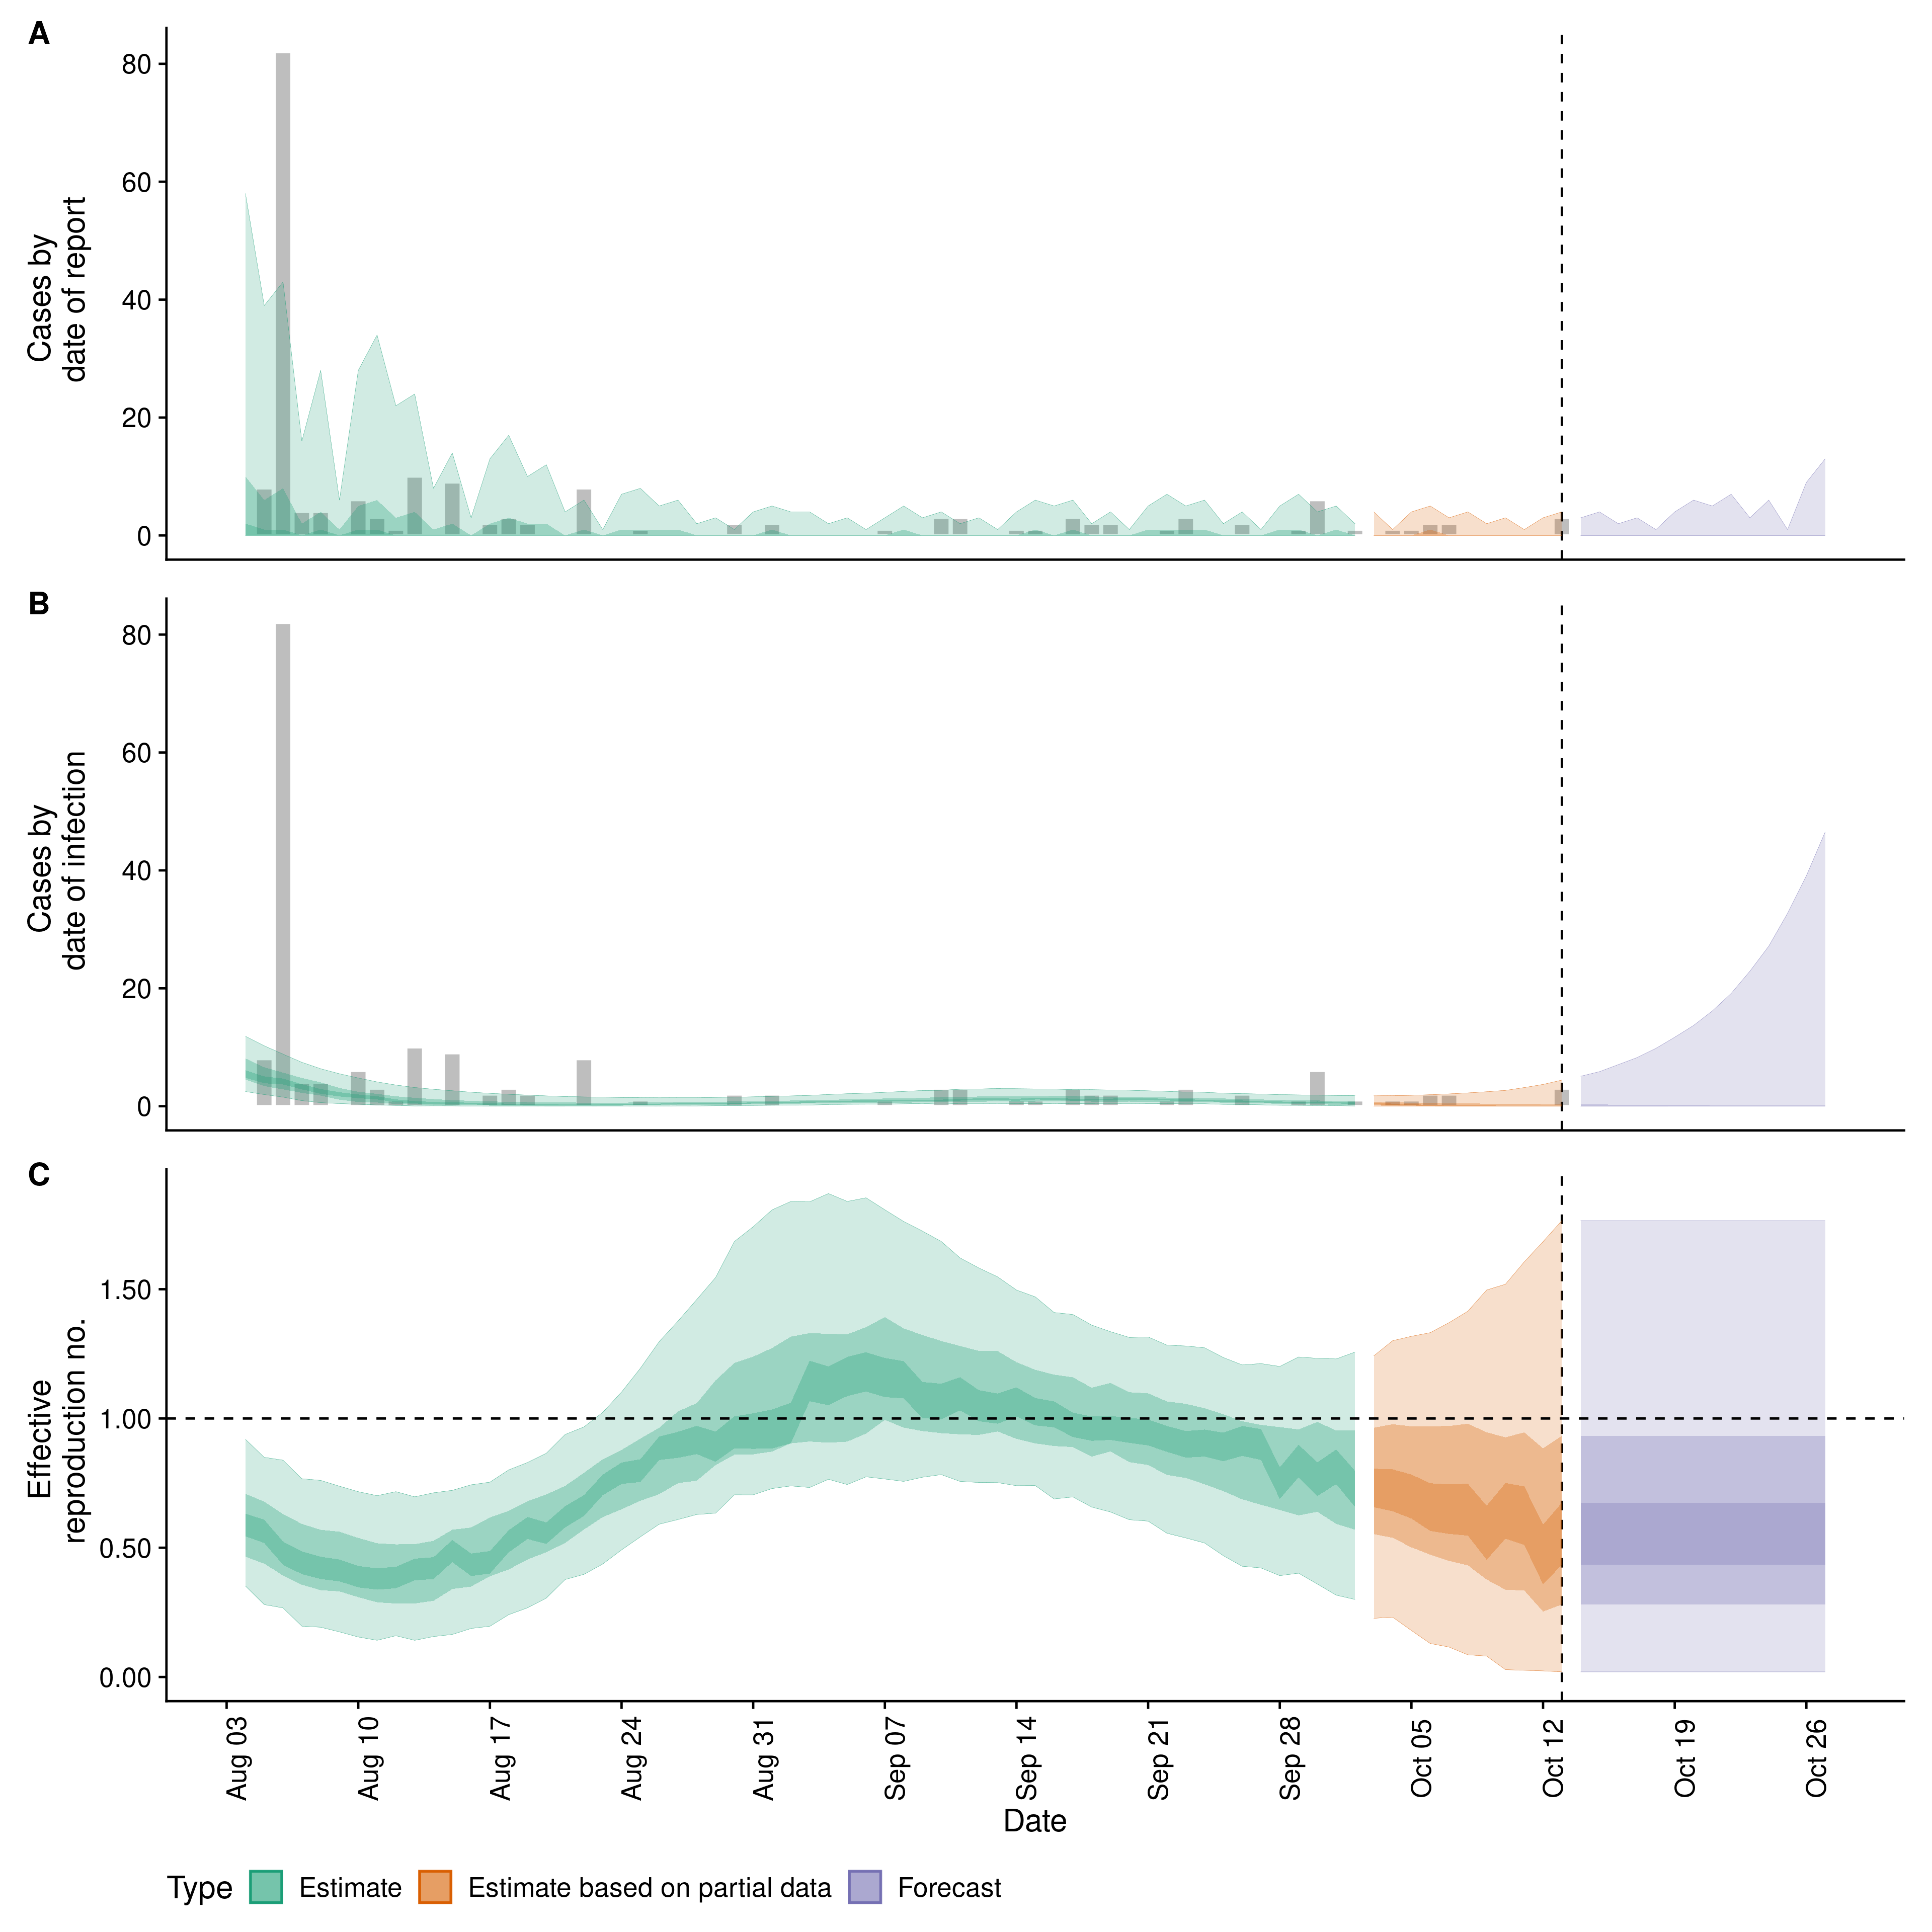 A
80
60
40
20
0
Cases by
date of report
B
80
60
40
20
0
Cases by
date of infection
C
1.50
1.00
0.50
0.00
Effective
reproduction no.
Aug 03
Aug 10
Aug 17
Aug 24
Aug 31
Sep 07
Sep 14
Sep 21
Sep 28
Oct 05
Oct 12
Oct 19
Oct 26
Date
Type Estimate Estimate based on partial data Forecast